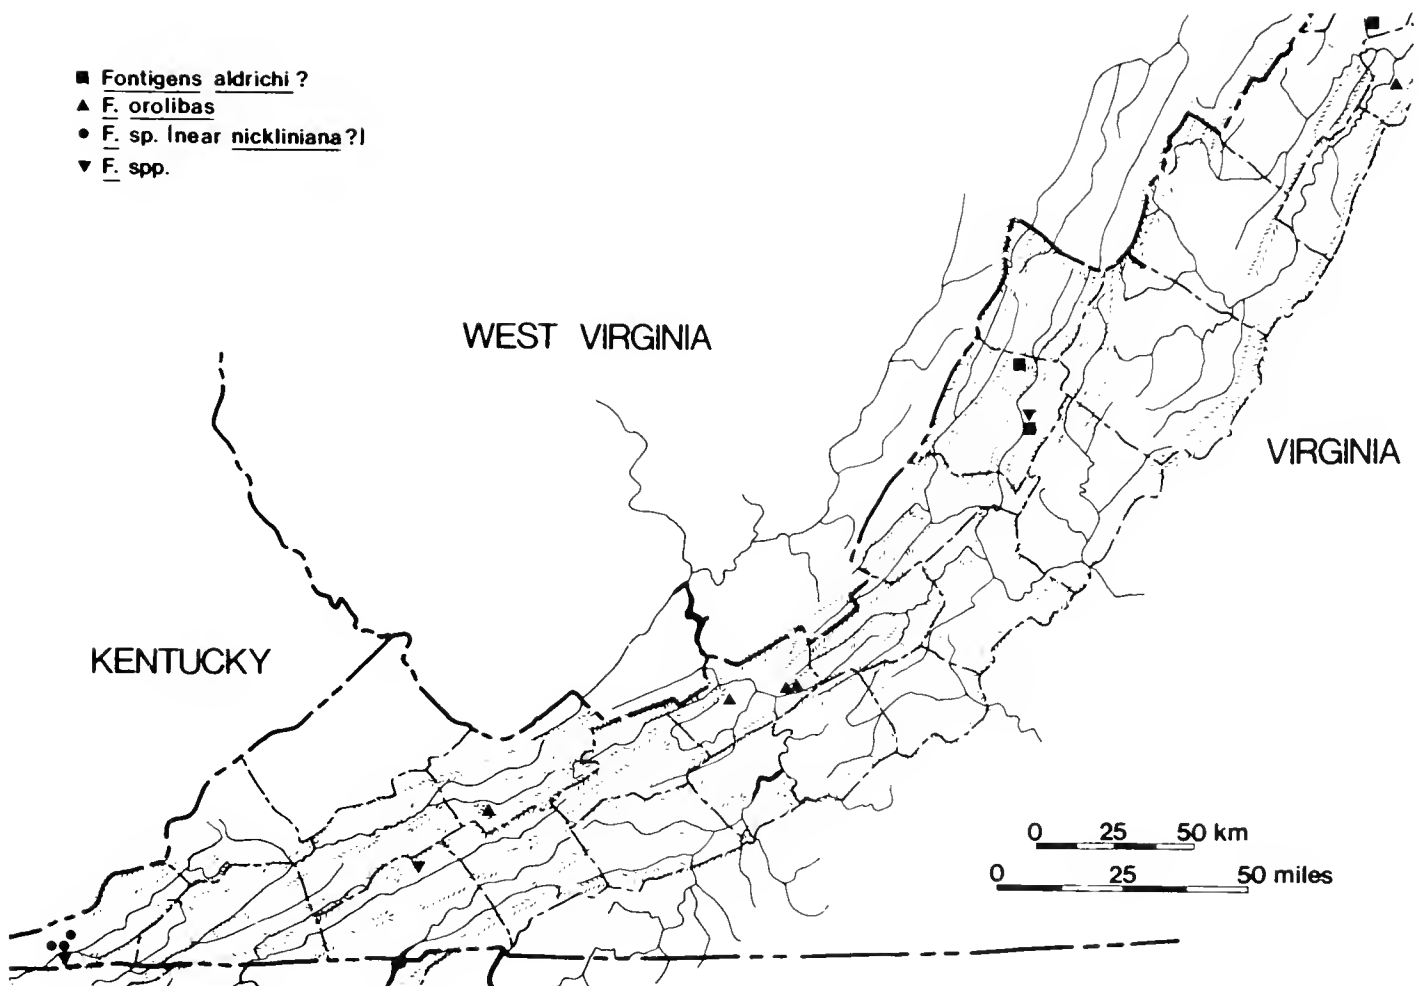 ■ Fontigens aldrichi ?
▲ F. orolibas
● F. sp. (near nickliniana ?)
▼ F. spp.
WEST VIRGINIA
VIRGINIA
KENTUCKY
0 25 50 km
0 25 50 miles